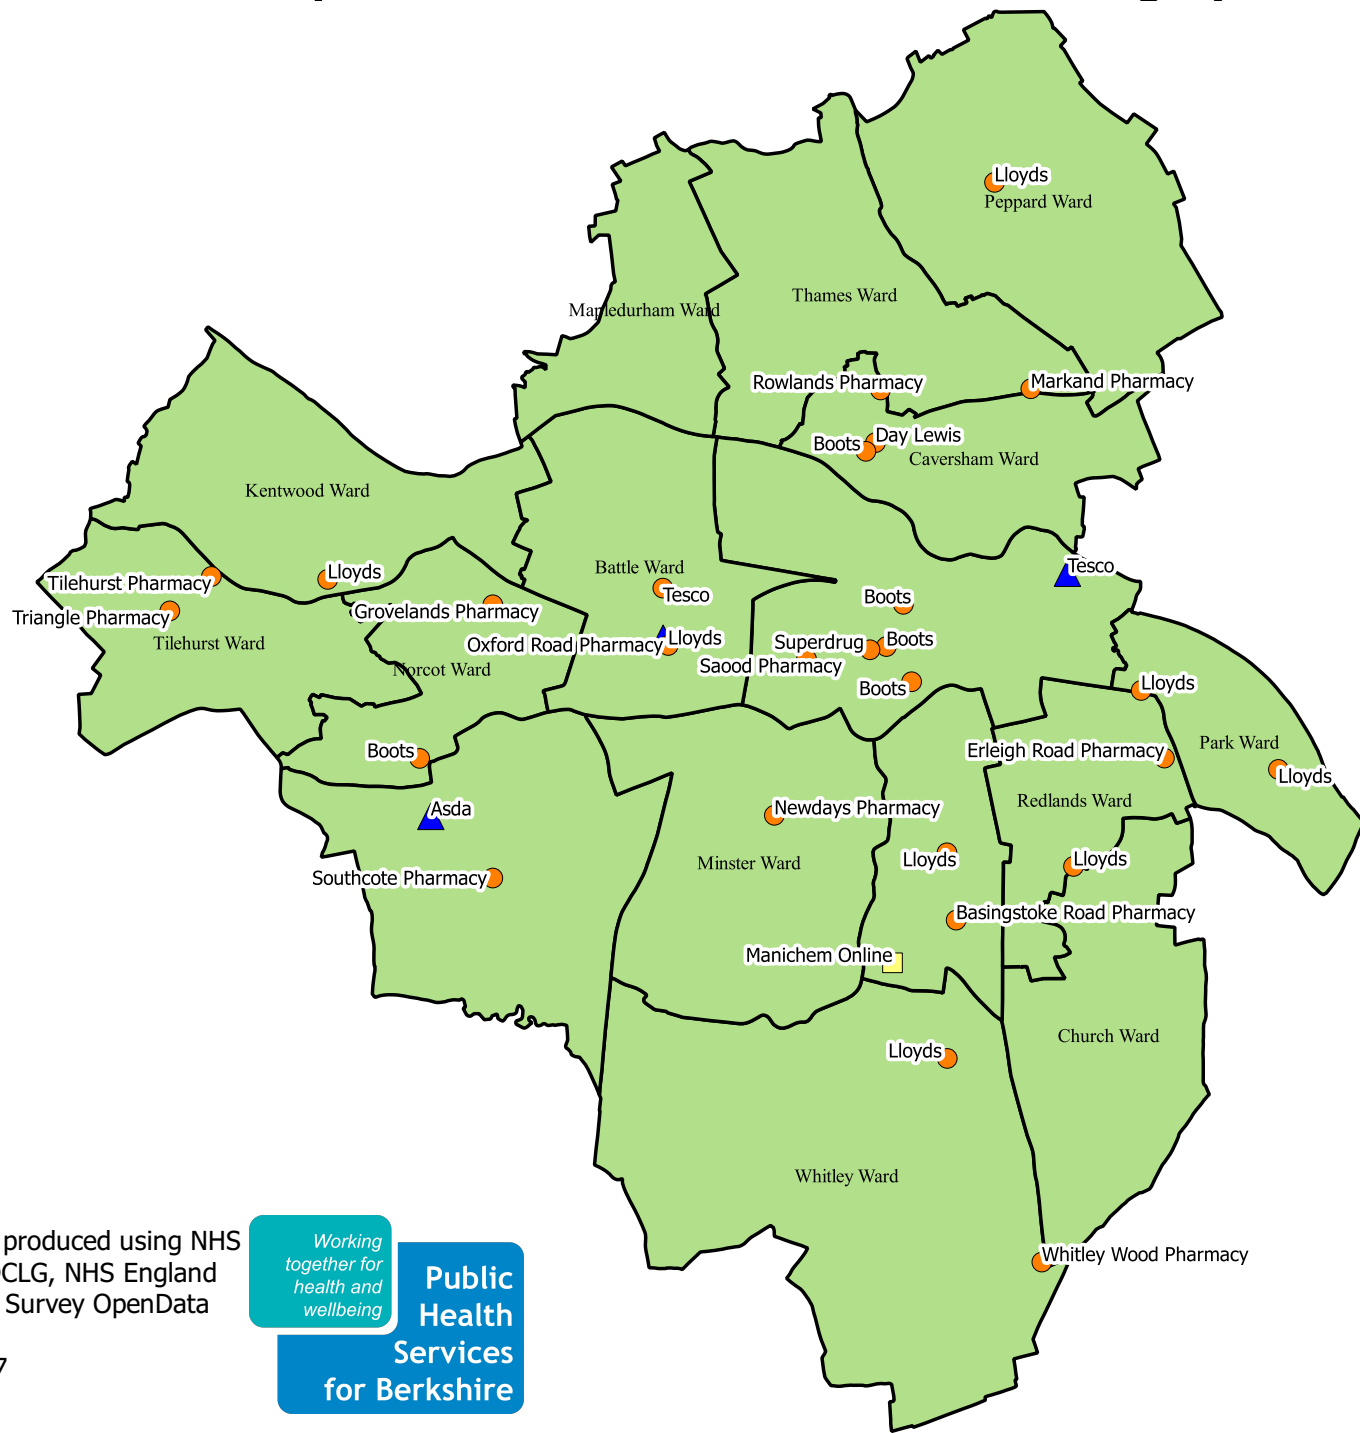 Lloyds
Peppard Ward
Thames Ward
Mapledurham Ward
Rowlands Pharmacy
Markand Pharmacy
Day Lewis
Boots
Caversham Ward
Kentwood Ward
Battle Ward
Tesco
Tesco
Lloyds
Tilehurst Pharmacy
Triangle Pharmacy
Tilehurst Ward
Grovelands Pharmacy
Norcot Ward
Oxford Road Pharmacy
Lloyds
Boots
Superdrug
Boots
Saood Pharmacy
Boots
Lloyds
Park Ward
Erleigh Road Pharmacy
Lloyds
Redlands Ward
Boots
Asda
Newdays Pharmacy
Minster Ward
Lloyds
Lloyds
Southcote Pharmacy
Basingstoke Road Pharmacy
Manichem Online
Church Ward
Lloyds
Whitley Ward
Whitley Wood Pharmacy
produced using NHS
CLG, NHS England
Survey OpenData
7
Working
together for
health and
wellbeing
Public
Health
Services
for Berkshire